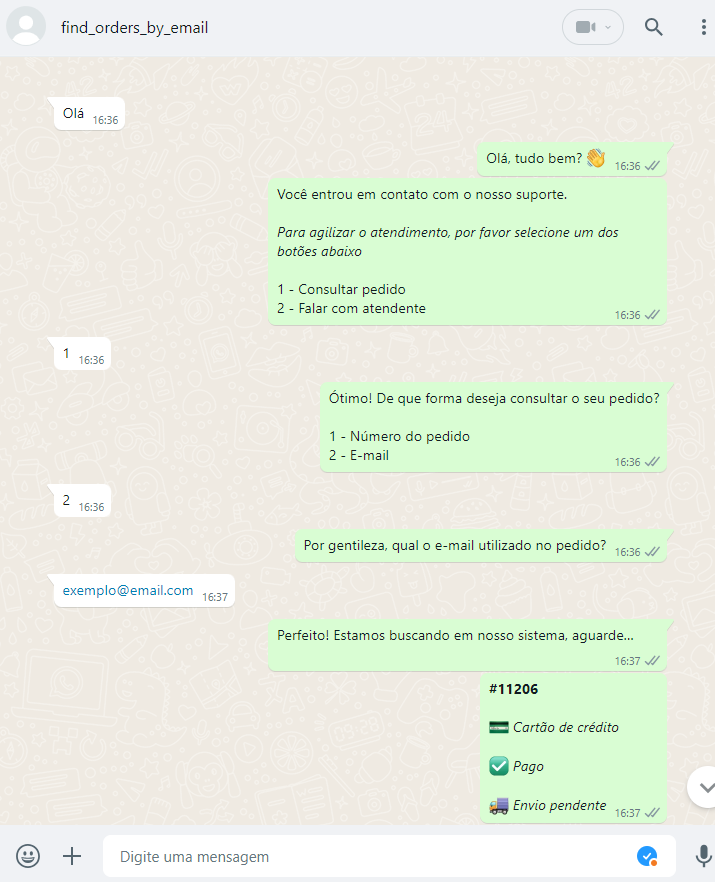 find_orders_by_email
Olá 16:36
Olá, tudo bem? 👋 16:36
Você entrou em contato com o nosso suporte.
Para agilizar o atendimento, por favor selecione um dos
botões abaixo
1 - Consultar pedido
2 - Falar com atendente 16:36
1 16:36
Ótimo! De que forma deseja consultar o seu pedido?
1 - Número do pedido
2 - E-mail 16:36
2 16:36
Por gentileza, qual o e-mail utilizado no pedido? 16:36
exemplo@email.com 16:37
Perfeito! Estamos buscando em nosso sistema, aguarde...
16:37
#11206
💳 Cartão de crédito
✅ Pago
🚚 Envio pendente 16:37
Digite uma mensagem